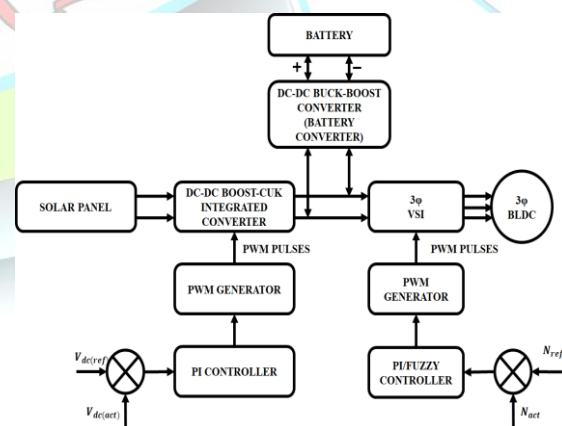 BATTERY
+
−
DC-DC BUCK-BOOST
CONVERTER
(BATTERY
CONVERTER)
SOLAR PANEL
DC-DC BOOST-CUK
INTEGRATED
CONVERTER
3φ
VSI
3φ
BLDC
PWM PULSES
PWM PULSES
PWM GENERATOR
PWM
GENERATOR
V_dc(ref)
PI CONTROLLER
V_dc(act)
PI/FUZZY
CONTROLLER
N_ref
N_act